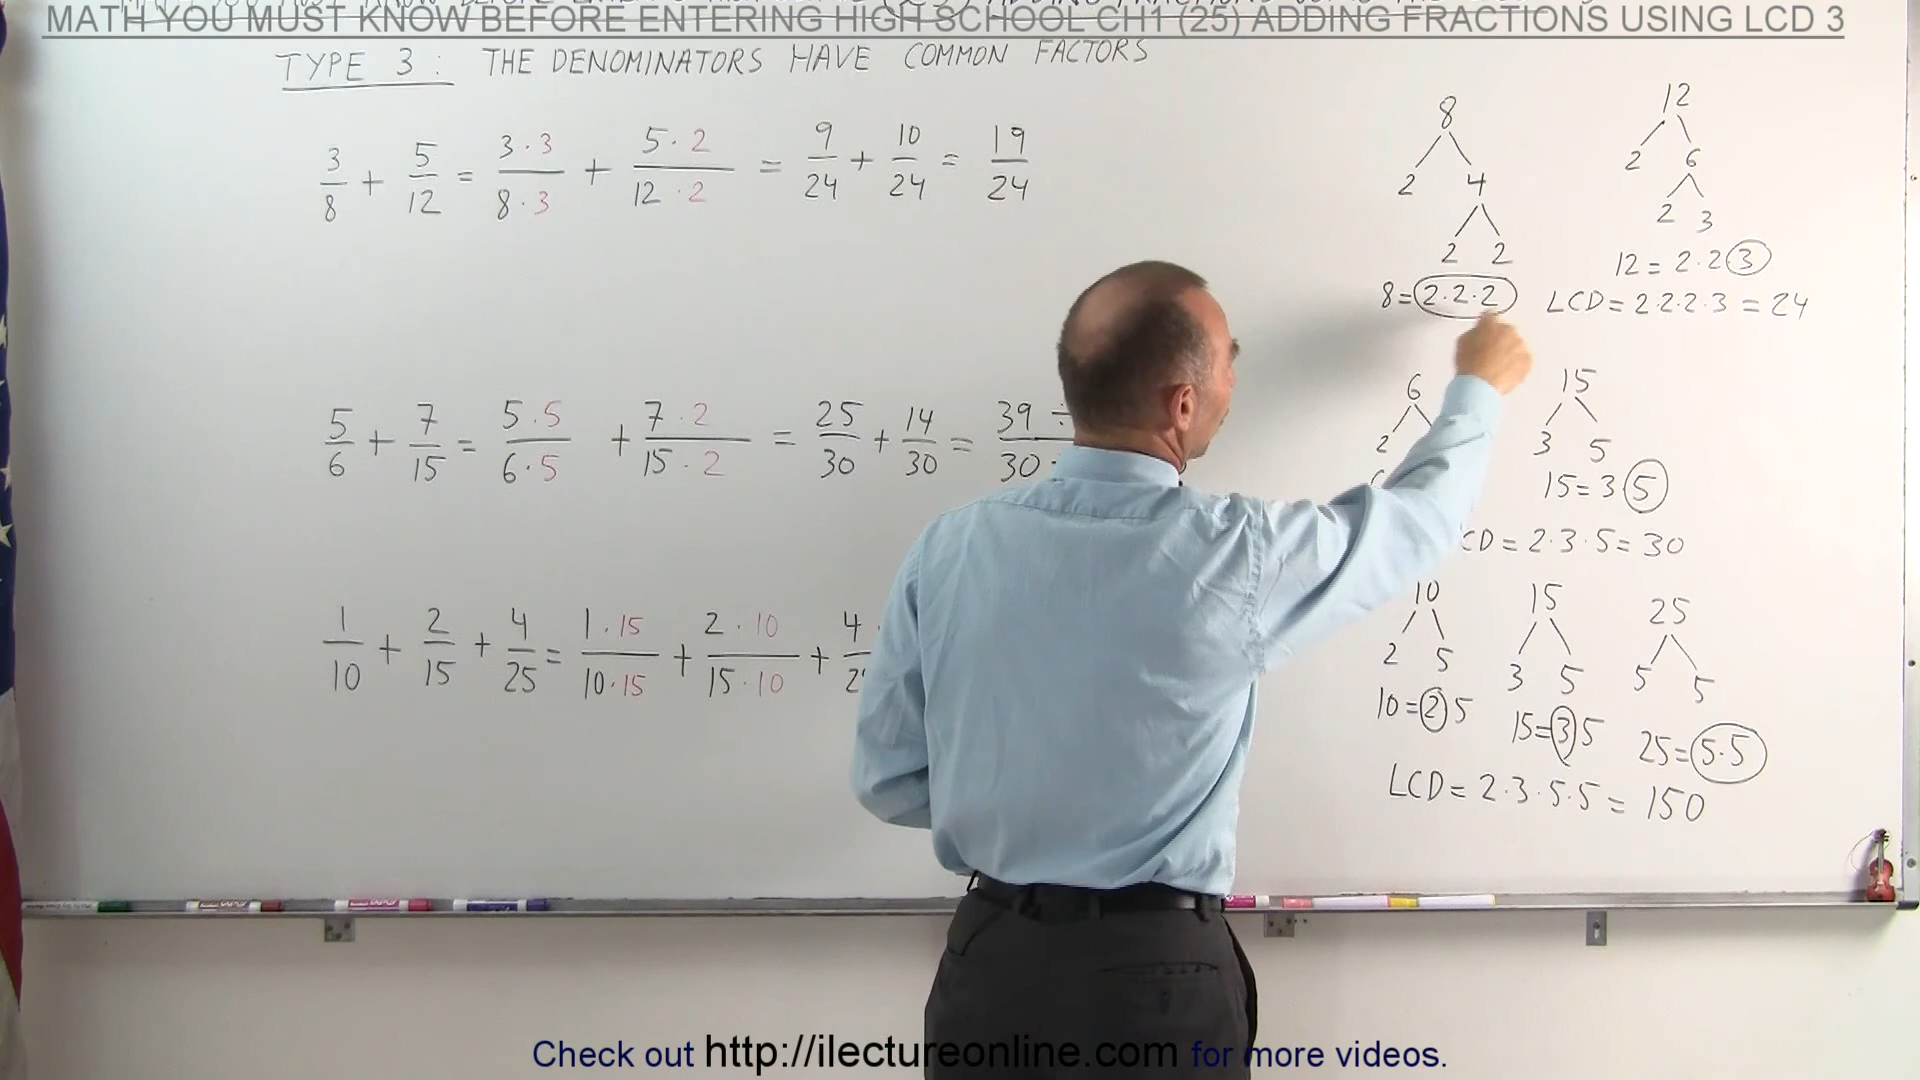 MATH YOU MUST KNOW BEFORE ENTERING HIGH SCHOOL CH1 (25) ADDING FRACTIONS USING LCD 3
TYPE 3 : THE DENOMINATORS HAVE COMMON FACTORS
3/8 + 5/12 = 3·3/8·3 + 5·2/12·2 = 9/24 + 10/24 = 19/24
5/6 + 7/15 = 5·5/6·5 + 7·2/15·2 = 25/30 + 14/30 = 39 ÷/30 ÷
1/10 + 2/15 + 4/25 = 1·15/10·15 + 2·10/15·10 + 4·/2
8
2 4
2 2
8 = 2·2·2
12
2 6
2 3
12 = 2·2 3
LCD = 2·2·2·3 = 24
6
2
15
3 5
15 = 3 5
CD = 2·3·5 = 30
10
2 5
10 = 2 5
15
3 5
15 = 3 5
25
5 5
25 = 5·5
LCD = 2·3·5·5 = 150
Check out http://ilectureonline.com for more videos.